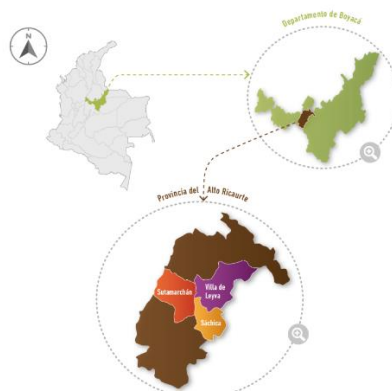 N
Departamento de Boyacá
Provincia del Alto Ricaurte
Sutamarchán
Villa de
Leyva
Sáchica